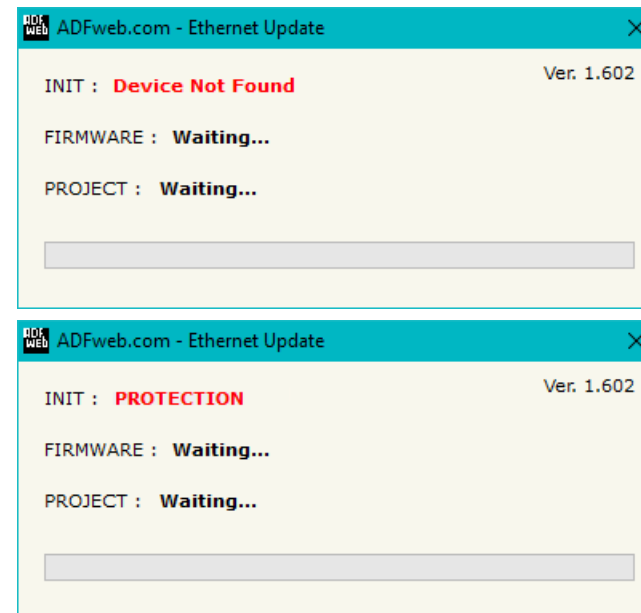 ADF WEB ADFweb.com - Ethernet Update
Ver. 1.602
INIT : Device Not Found
FIRMWARE : Waiting...
PROJECT : Waiting...
ADF WEB ADFweb.com - Ethernet Update
Ver. 1.602
INIT : PROTECTION
FIRMWARE : Waiting...
PROJECT : Waiting...